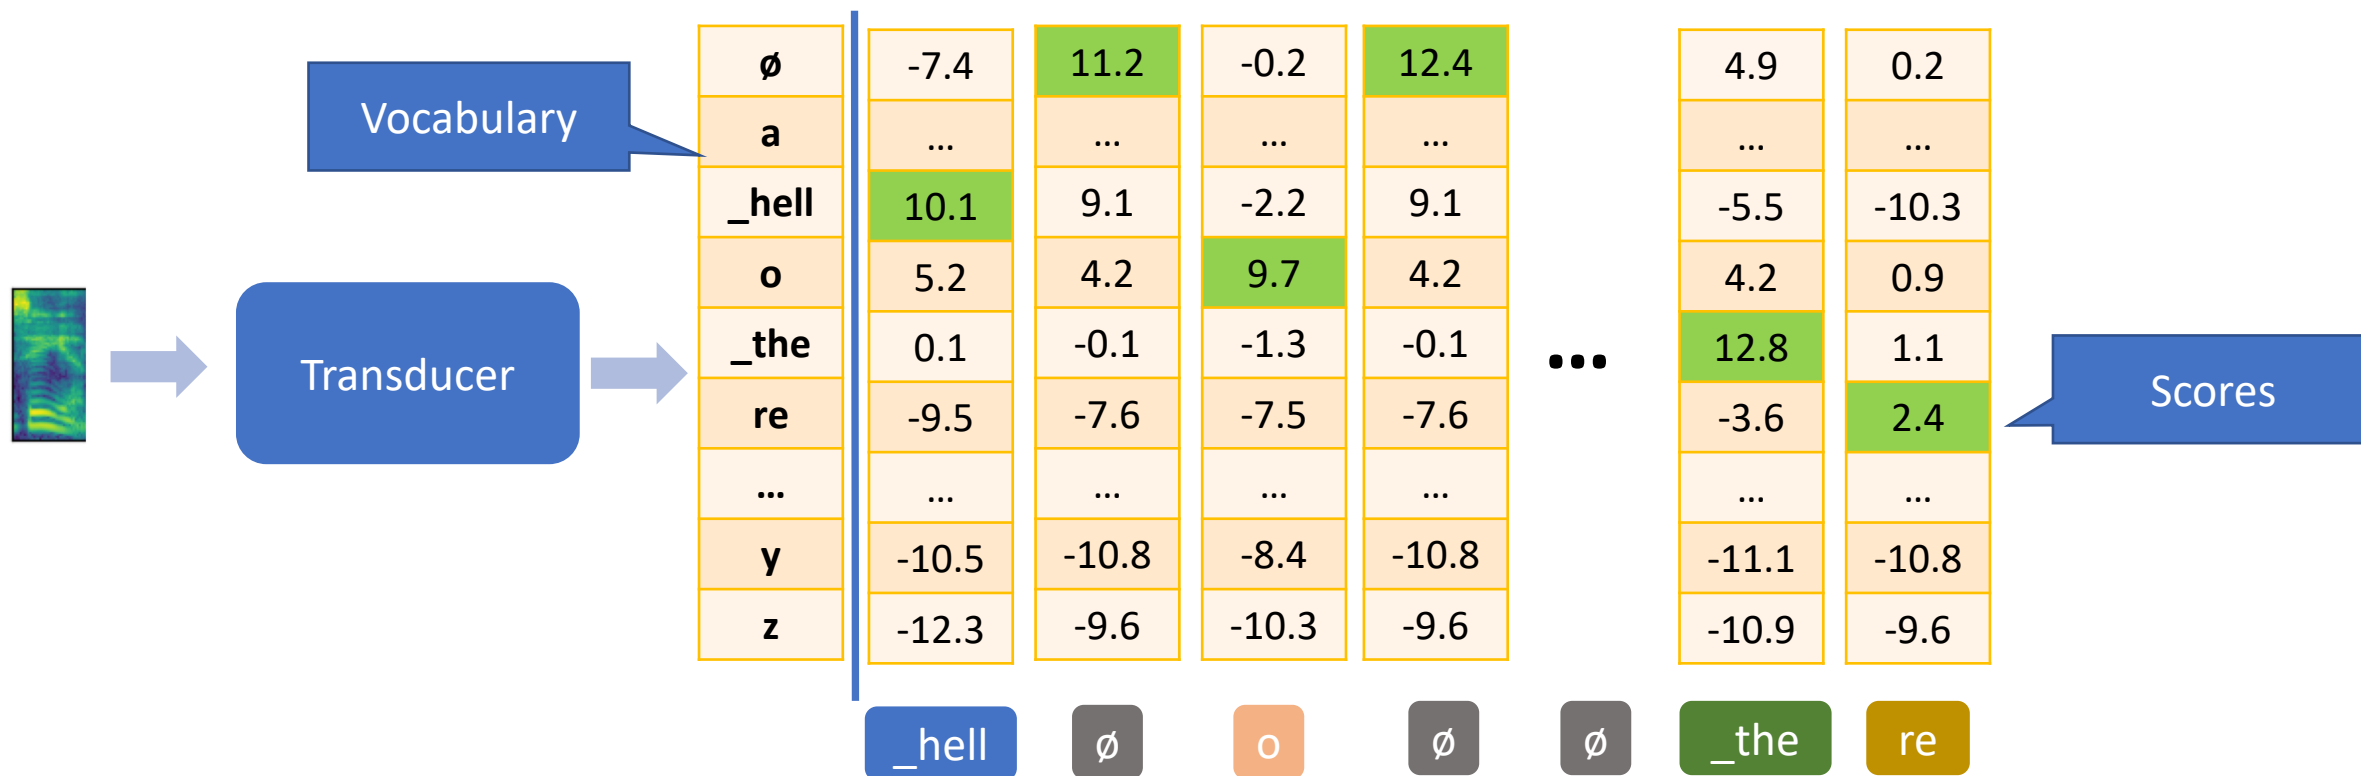 Vocabulary
Transducer
ø -7.4 11.2 -0.2 12.4 4.9 0.2
a ... ... ... ... ... ...
_hell 10.1 9.1 -2.2 9.1 -5.5 -10.3
o 5.2 4.2 9.7 4.2 4.2 0.9
_the 0.1 -0.1 -1.3 -0.1 ... 12.8 1.1
re -9.5 -7.6 -7.5 -7.6 -3.6 2.4
... ... ... ... ... ... ...
y -10.5 -10.8 -8.4 -10.8 -11.1 -10.8
z -12.3 -9.6 -10.3 -9.6 -10.9 -9.6
Scores
_hell ø o ø ø _the re